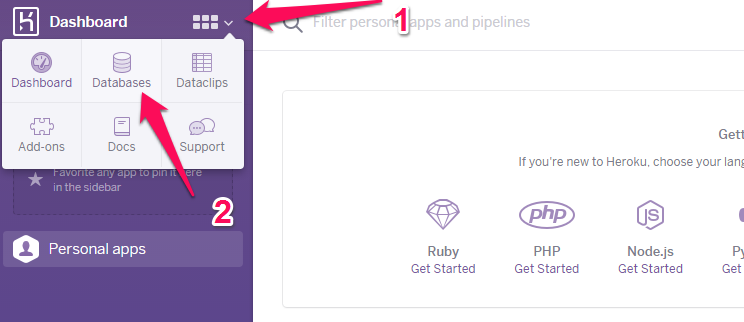 Dashboard
1
Filter personal apps and pipelines
Dashboard
Databases
Dataclips
Add-ons
Docs
Support
Favorite any app to pin it here
in the sidebar
2
Personal apps
Gett
If you're new to Heroku, choose your lang
php
JS
Ruby
PHP
Node.js
Py
Get Started
Get Started
Get Started